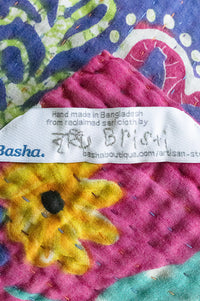 Hand made in Bangladesh
from reclaimed sari cloth by
Basha.
bashaboutique.com/artisan-st